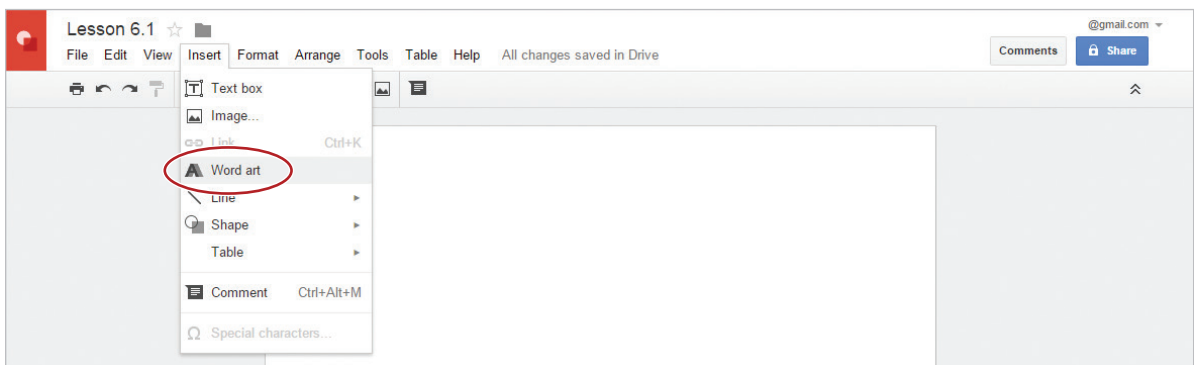 Lesson 6.1
@gmail.com
File Edit View Insert Format Arrange Tools Table Help All changes saved in Drive
Comments Share
Text box
Image...
Link Ctrl+K
Word art
Line
Shape
Table
Comment Ctrl+Alt+M
Special characters...